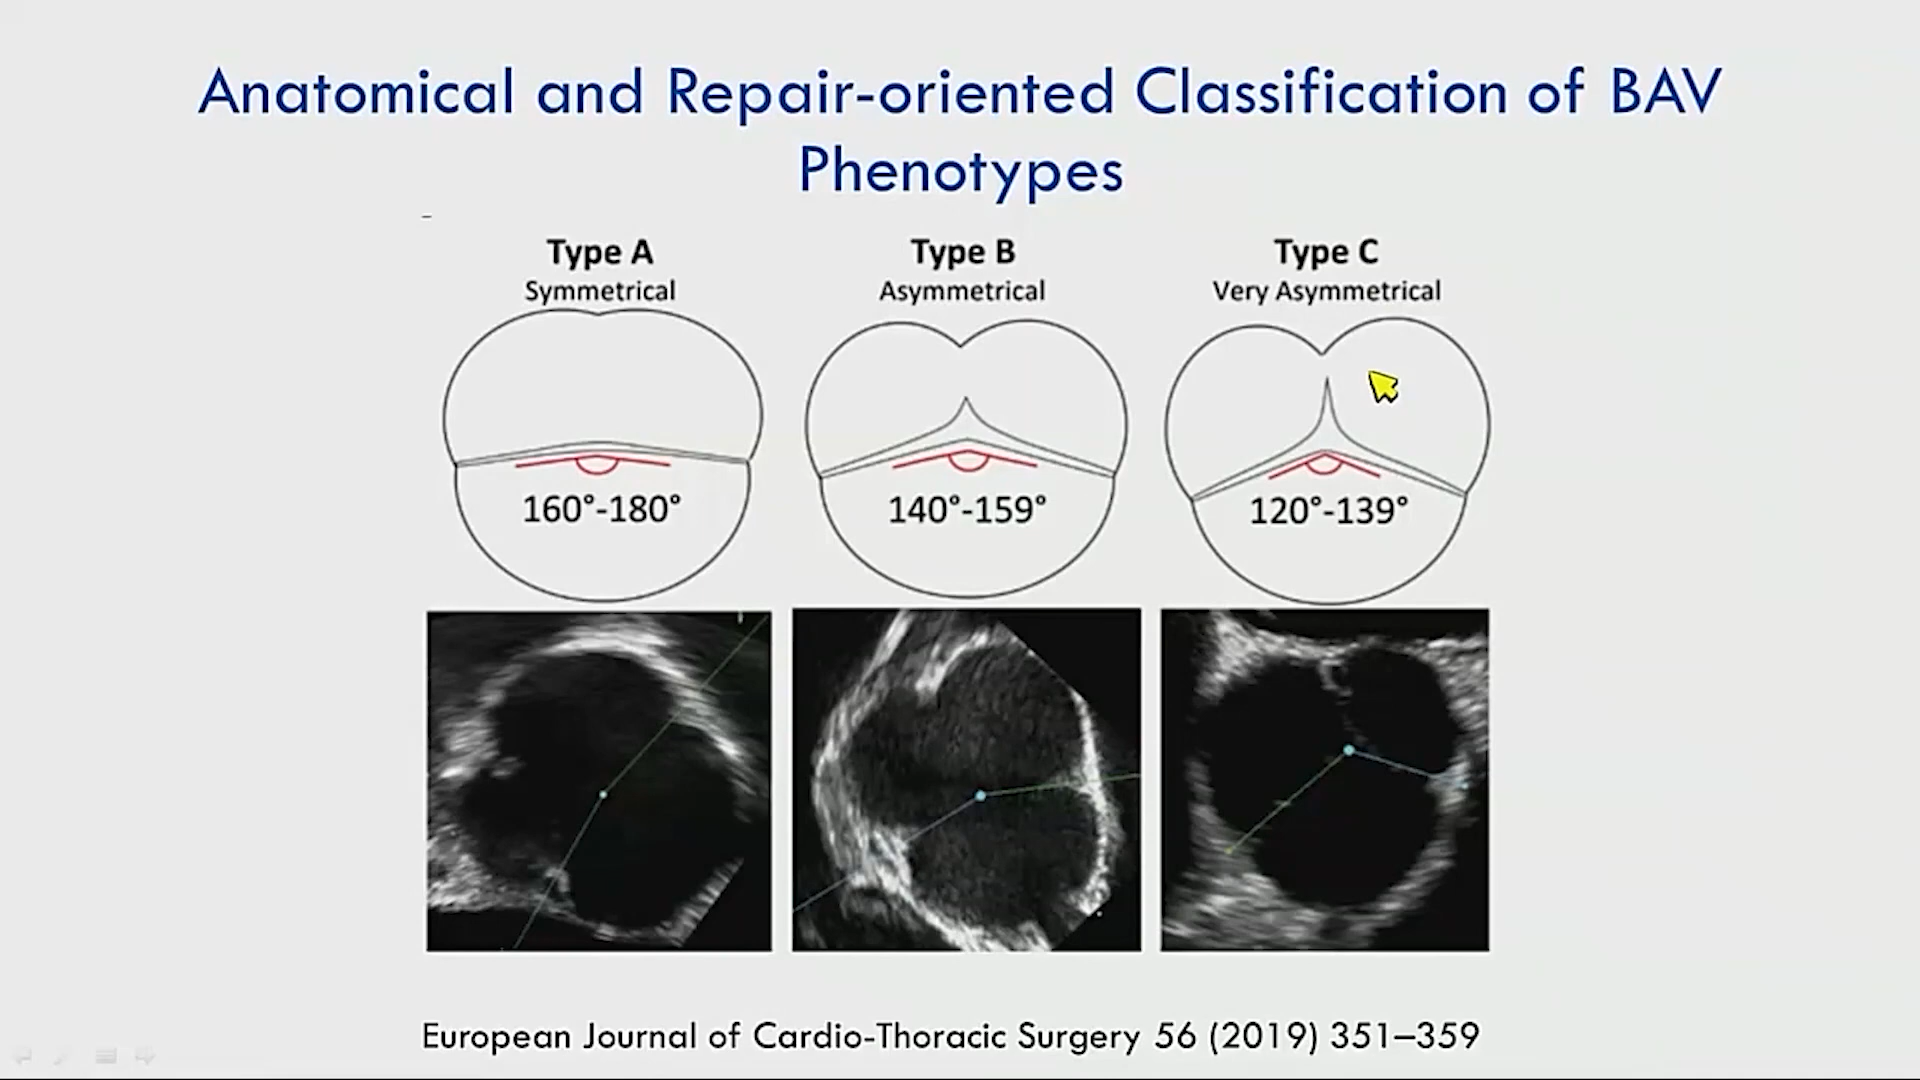 Anatomical and Repair-oriented Classification of BAV
Phenotypes
Type A
Symmetrical
160°-180°
Type B
Asymmetrical
140°-159°
Type C
Very Asymmetrical
120°-139°
European Journal of Cardio-Thoracic Surgery 56 (2019) 351–359